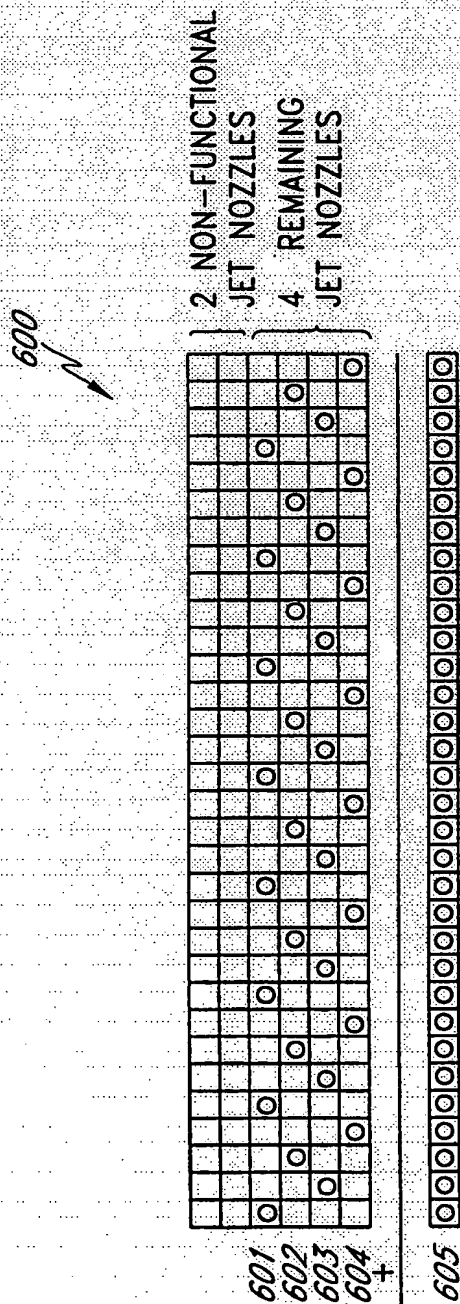 600
2 NON-FUNCTIONAL
JET NOZZLES
4 REMAINING
JET NOZZLES
601
602
603
604
+
605